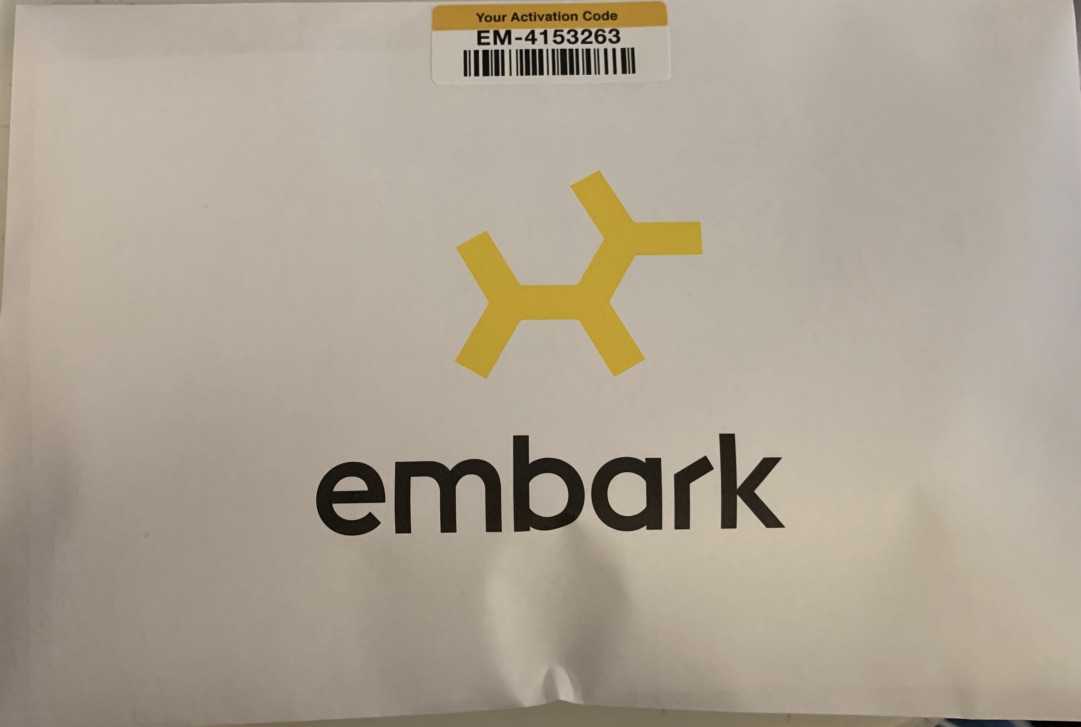 Your Activation Code
EM-4153263
embark